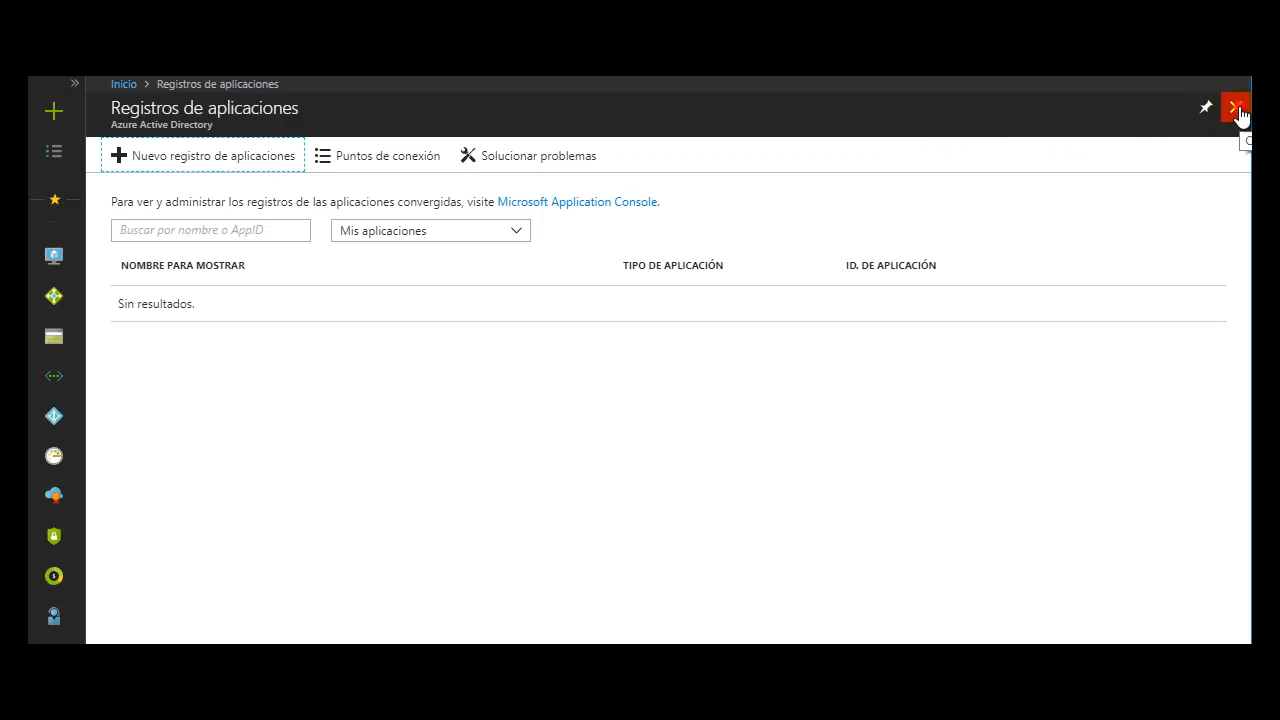 Inicio > Registros de aplicaciones
Registros de aplicaciones
Azure Active Directory
Nuevo registro de aplicaciones Puntos de conexión Solucionar problemas
Para ver y administrar los registros de las aplicaciones convergidas, visite Microsoft Application Console.
Buscar por nombre o AppID Mis aplicaciones
NOMBRE PARA MOSTRAR TIPO DE APLICACIÓN ID. DE APLICACIÓN
Sin resultados.